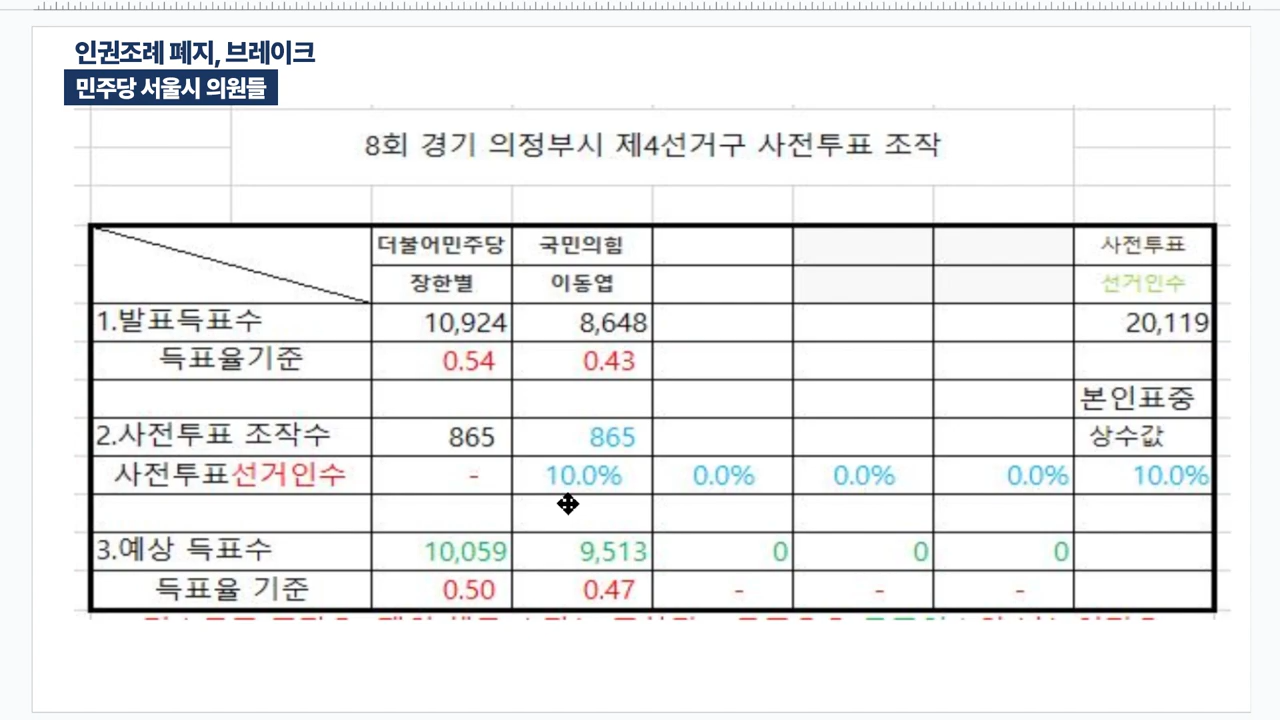 인권조례 폐지, 브레이크
민주당 서울시 의원들
8회 경기 의정부시 제4선거구 사전투표 조작
더불어민주당 국민의힘 사전투표
장한별 이동엽 선거인수
1.발표득표수 10,924 8,648 20,119
득표율기준 0.54 0.43
본인표중
2.사전투표 조작수 865 865 상수값
사전투표선거인수 - 10.0% 0.0% 0.0% 0.0% 10.0%
3.예상 득표수 10,059 9,513 0 0 0
득표율 기준 0.50 0.47 - - -